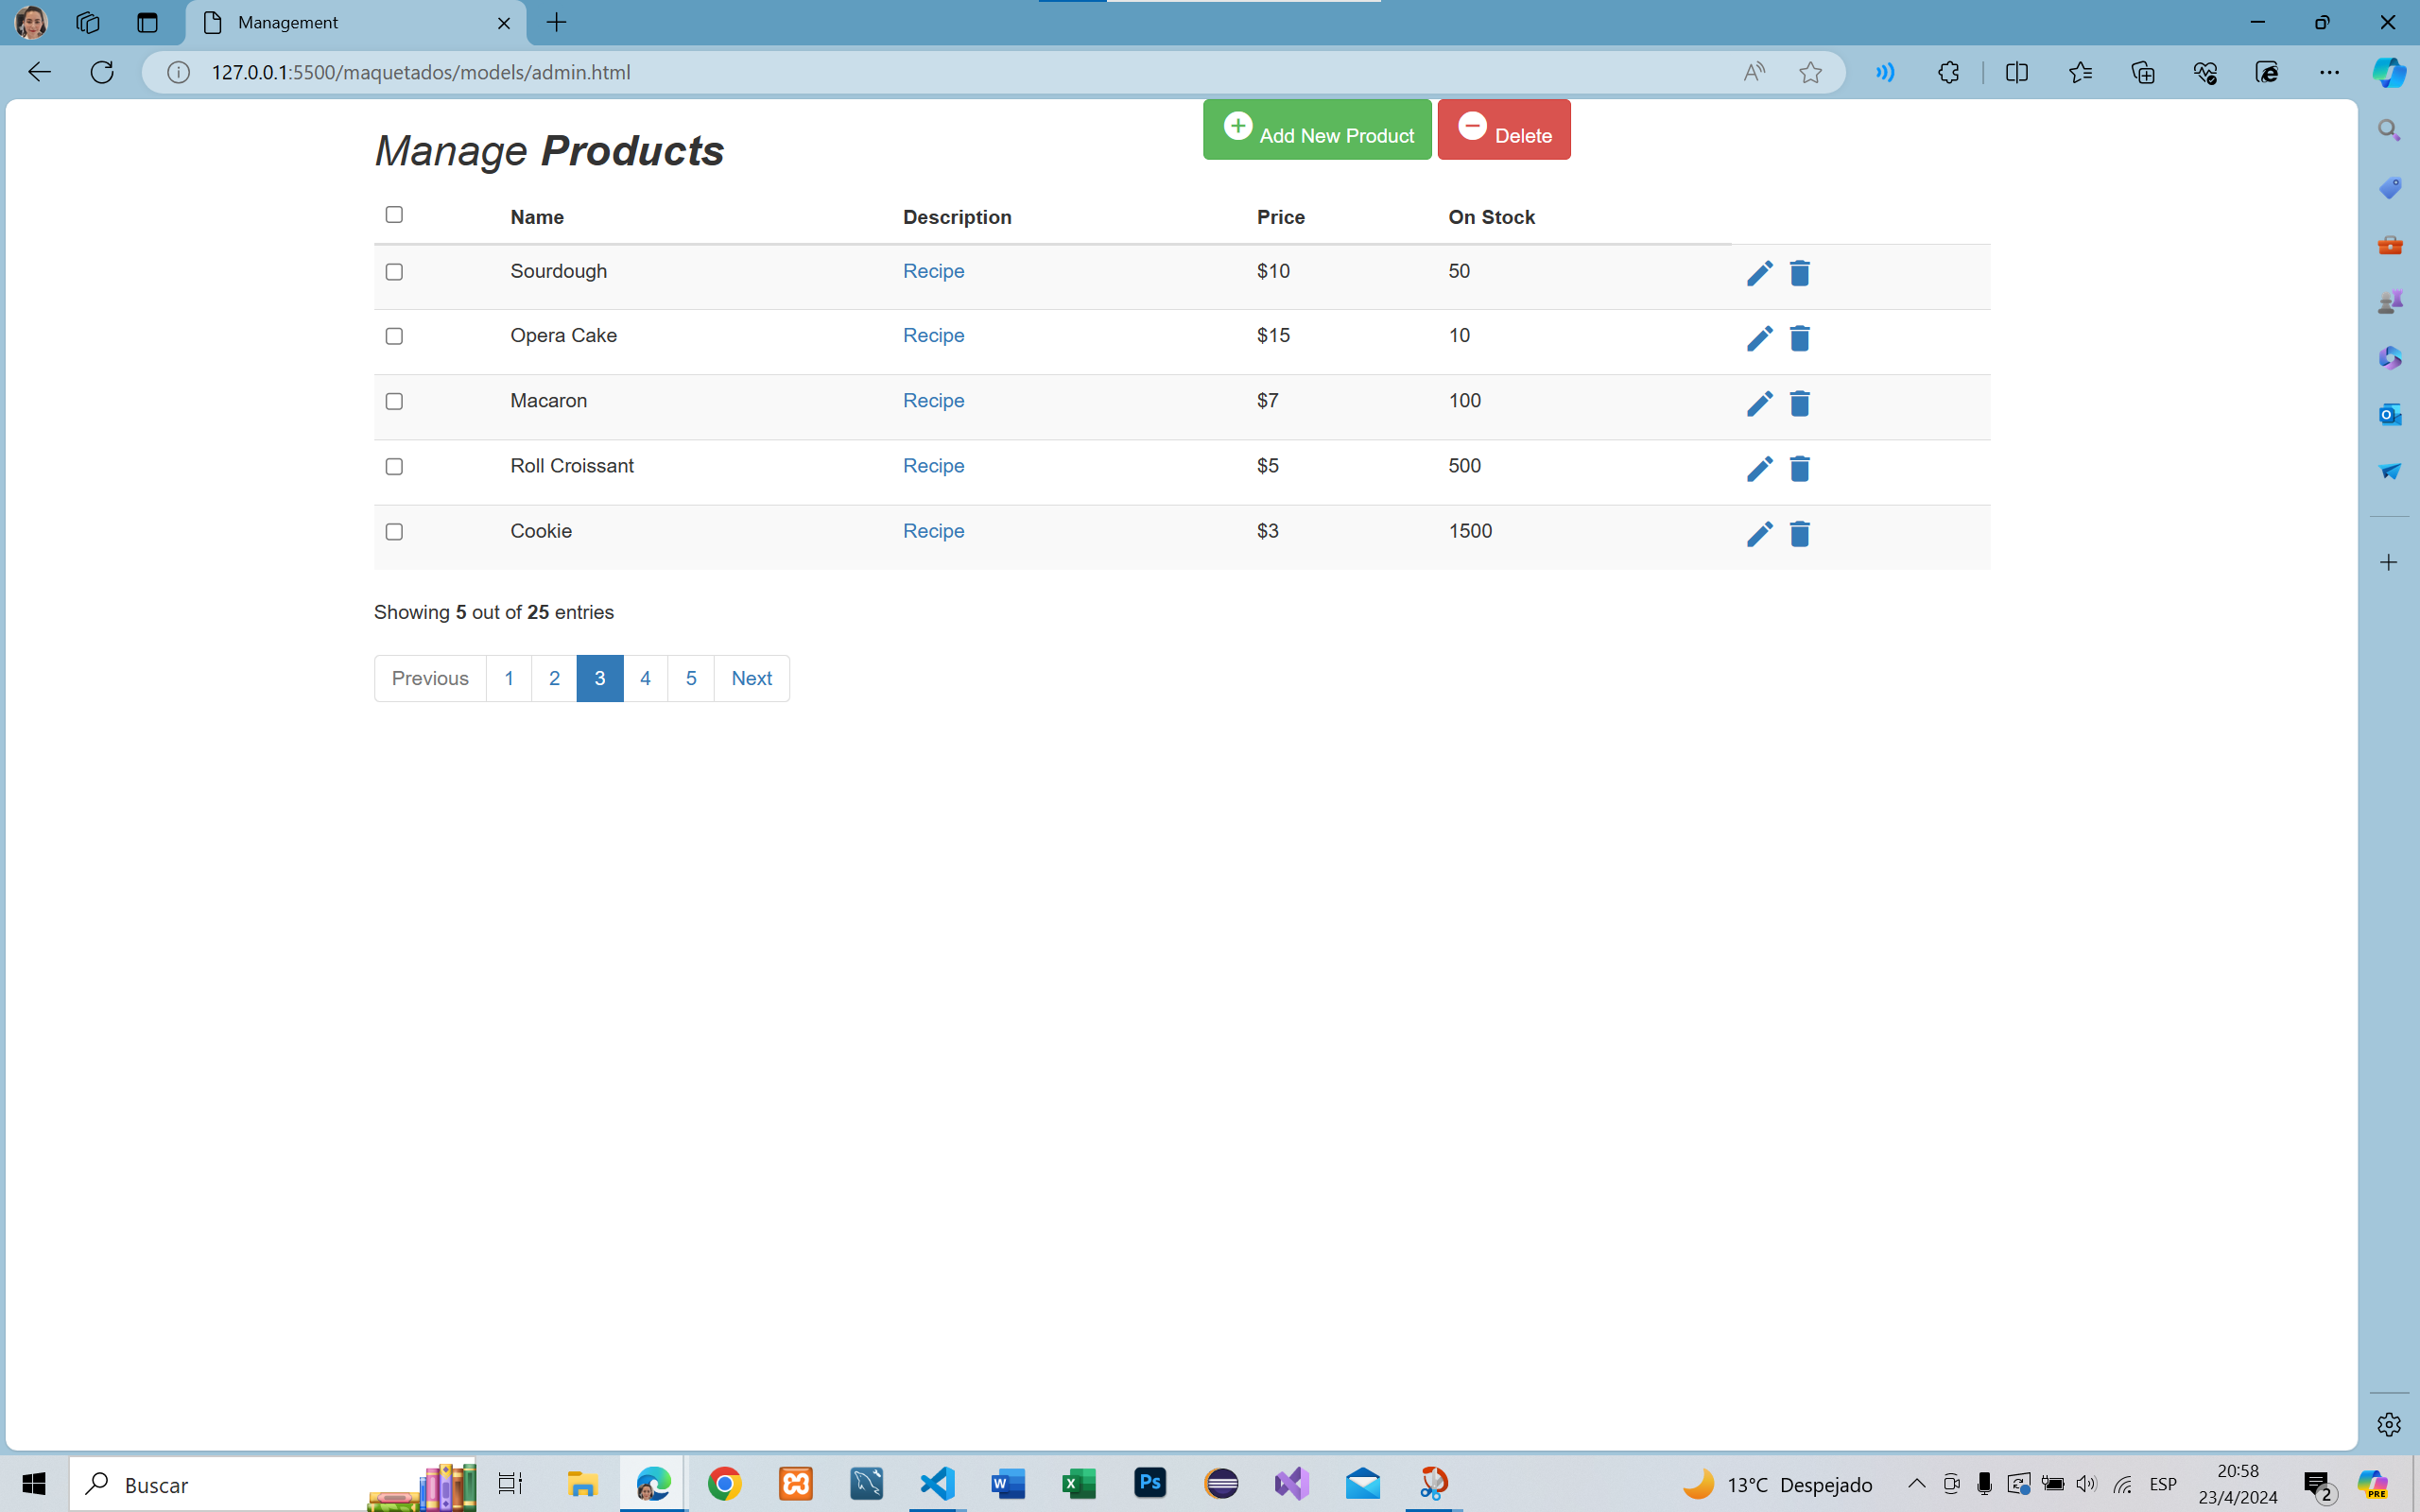 Management
127.0.0.1:5500/maquetados/models/admin.html
Manage Products
Add New Product
Delete
Name Description Price On Stock
Sourdough Recipe $10 50
Opera Cake Recipe $15 10
Macaron Recipe $7 100
Roll Croissant Recipe $5 500
Cookie Recipe $3 1500
Showing 5 out of 25 entries
Previous 1 2 3 4 5 Next
Buscar
13°C Despejado
ESP
20:58
23/4/2024
2
PRE